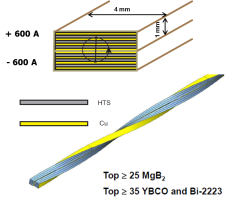 4 mm
1 mm
+ 600 A
- 600 A
HTS
Cu
Top ≥ 25 MgB₂
Top ≥ 35 YBCO and Bi-2223